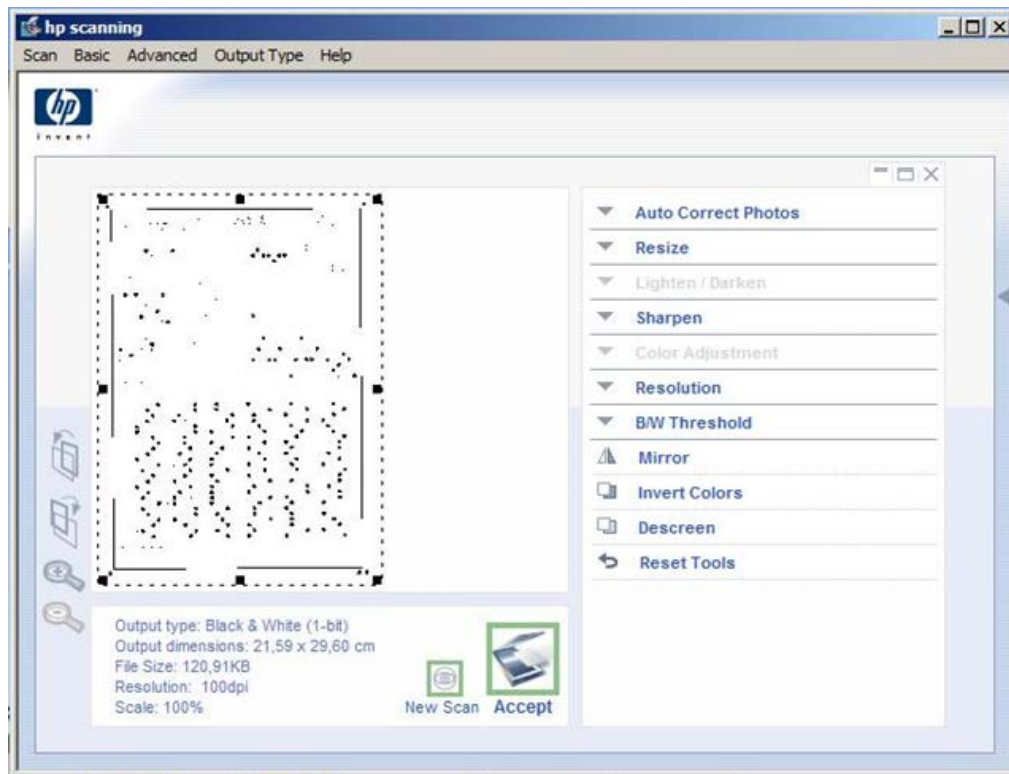 hp scanning
Scan Basic Advanced Output Type Help
hp
invent
Auto Correct Photos
Resize
Lighten / Darken
Sharpen
Color Adjustment
Resolution
B/W Threshold
Mirror
Invert Colors
Descreen
Reset Tools
Output type: Black & White (1-bit)
Output dimensions: 21,59 x 29,60 cm
File Size: 120,91KB
Resolution: 100dpi
Scale: 100%
New Scan Accept